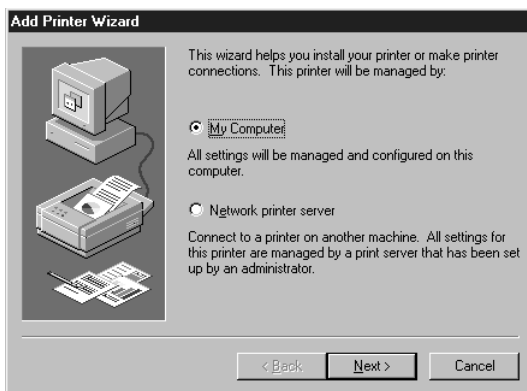 Add Printer Wizard
This wizard helps you install your printer or make printer
connections. This printer will be managed by:
My Computer
All settings will be managed and configured on this
computer.
Network printer server
Connect to a printer on another machine. All settings for
this printer are managed by a print server that has been set
up by an administrator.
< Back
Next >
Cancel